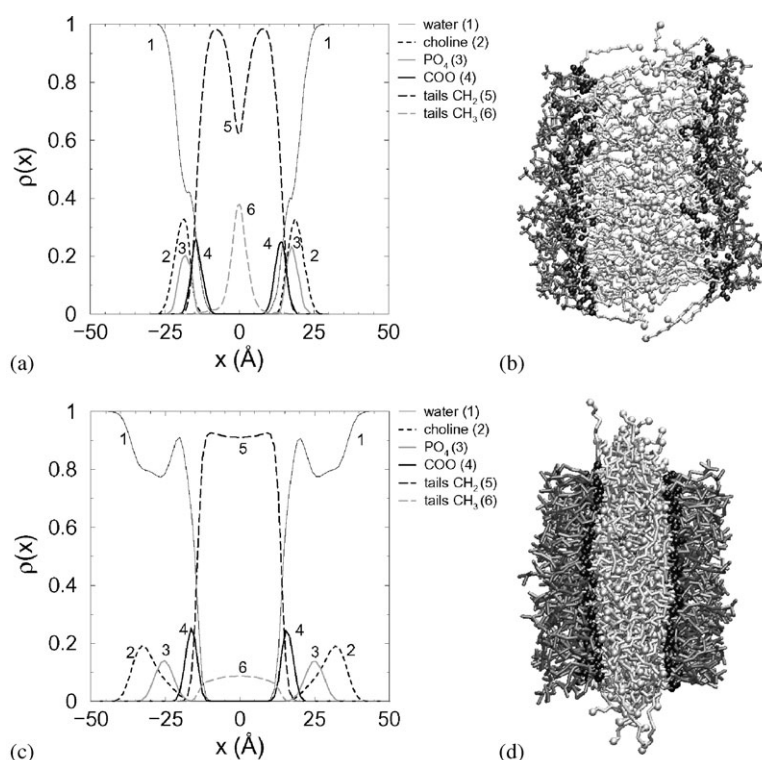 1
0.8
0.6
0.4
0.2
0
ρ(x)
−50 −25 0 25 50
x (Å)
1
5
6
2
3
4
4
3
2
water (1)
choline (2)
PO₄ (3)
COO (4)
tails CH₂ (5)
tails CH₃ (6)
(a)
(b)
1
0.8
0.6
0.4
0.2
0
ρ(x)
−50 −25 0 25 50
x (Å)
1
1
5
2
3
4
6
4
3
2
water (1)
choline (2)
PO₄ (3)
COO (4)
tails CH₂ (5)
tails CH₃ (6)
(c)
(d)